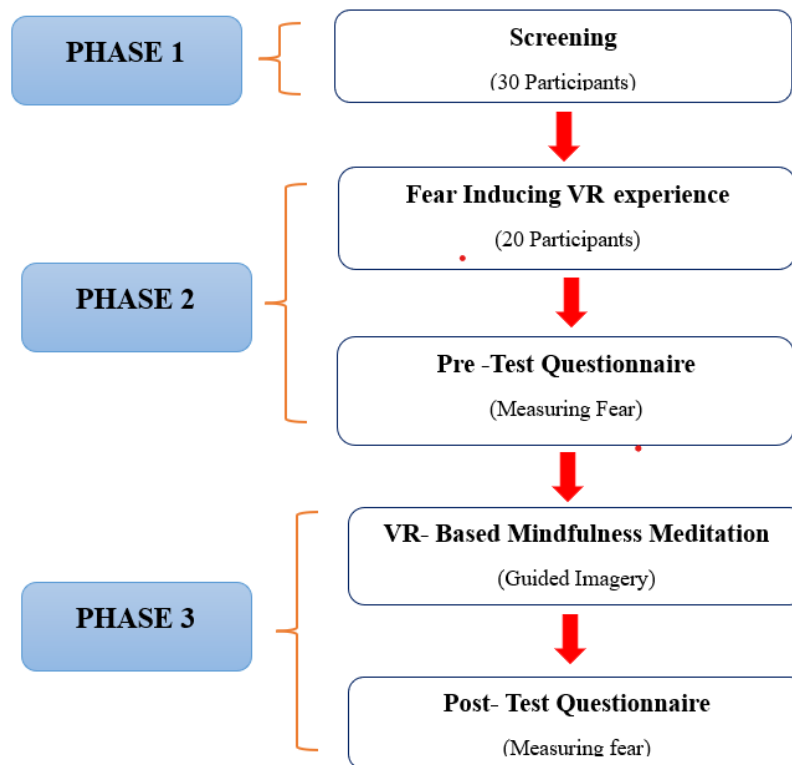 PHASE 1
Screening
(30 Participants)
Fear Inducing VR experience
(20 Participants)
PHASE 2
Pre -Test Questionnaire
(Measuring Fear)
VR- Based Mindfulness Meditation
(Guided Imagery)
PHASE 3
Post- Test Questionnaire
(Measuring fear)